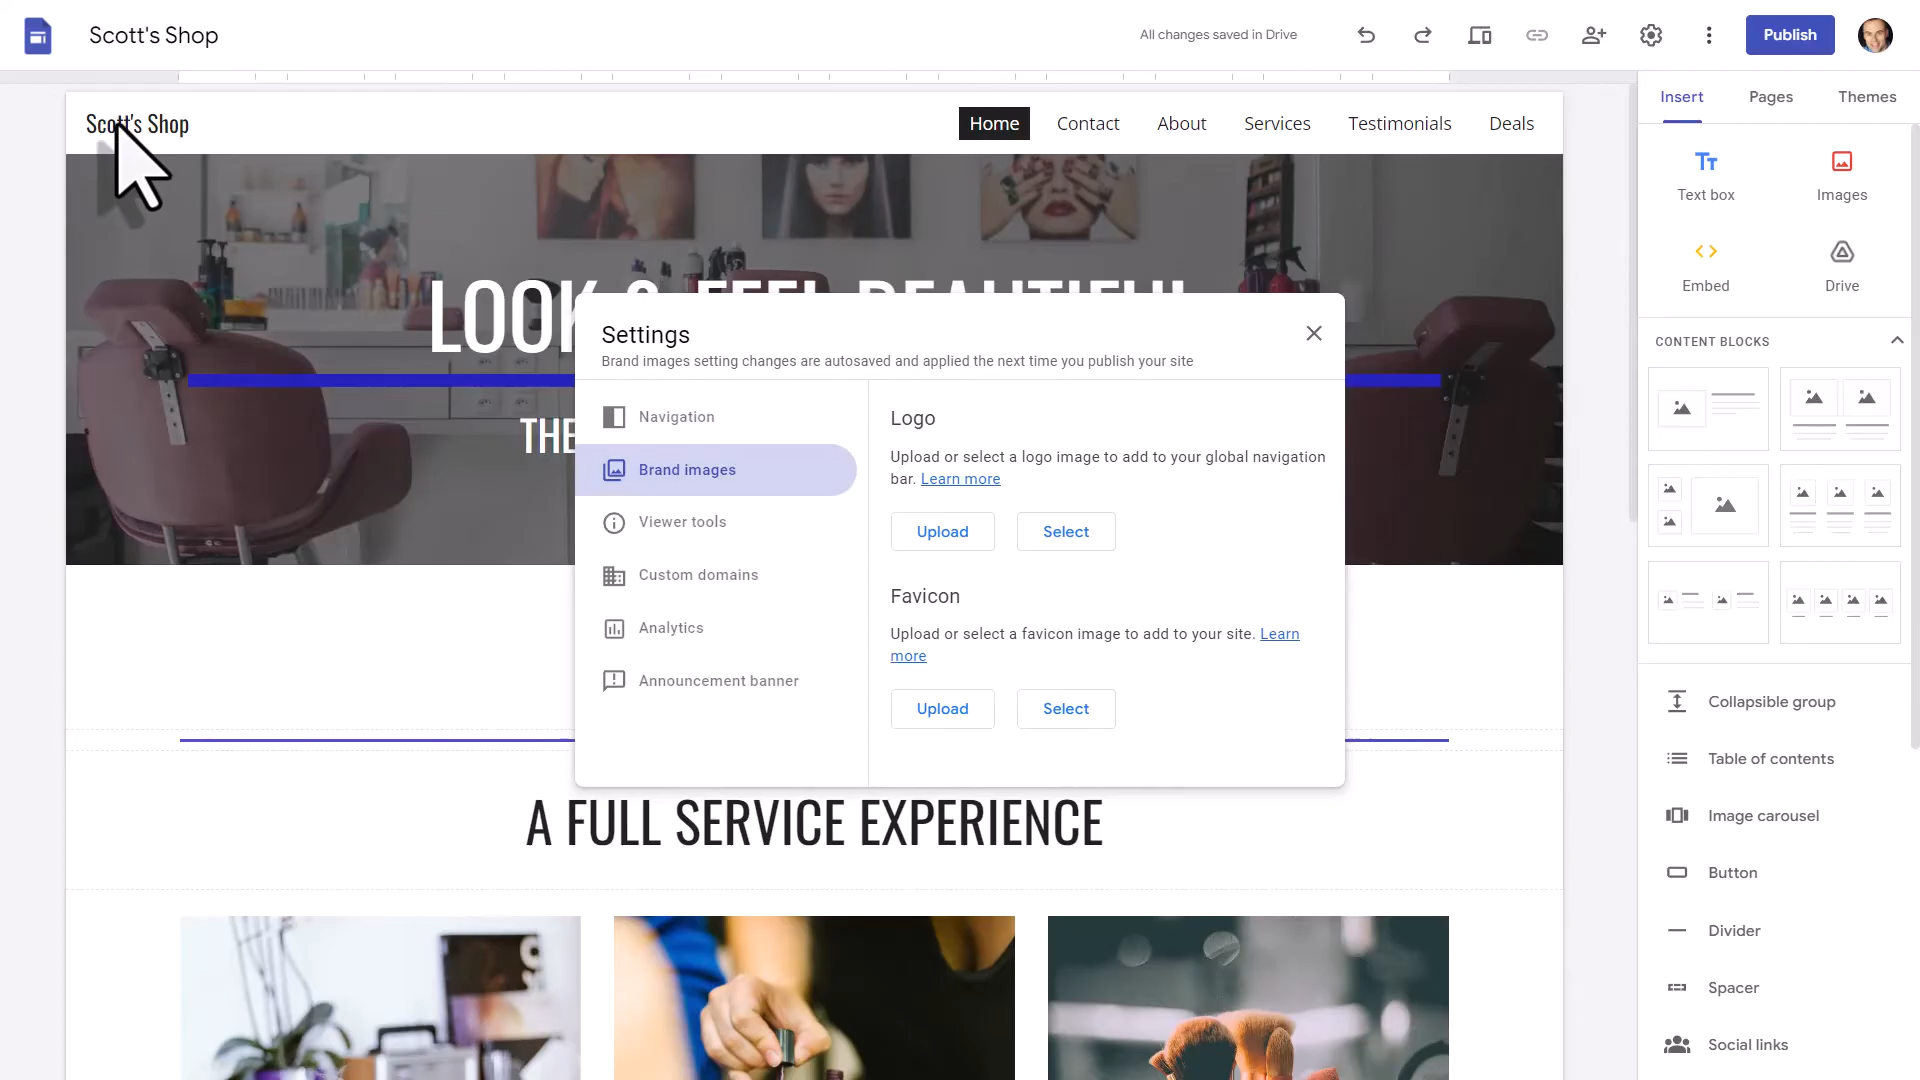 Scott's Shop
All changes saved in Drive
Publish
Scott's Shop
Home
Contact
About
Services
Testimonials
Deals
Insert
Pages
Themes
Tt
Text box
Images
Embed
Drive
CONTENT BLOCKS
LOOK
THE
Settings
Brand images setting changes are autosaved and applied the next time you publish your site
Navigation
Brand images
Viewer tools
Custom domains
Analytics
Announcement banner
Logo
Upload or select a logo image to add to your global navigation
bar. Learn more
Upload
Select
Favicon
Upload or select a favicon image to add to your site. Learn
more
Upload
Select
A FULL SERVICE EXPERIENCE
Collapsible group
Table of contents
Image carousel
Button
Divider
Spacer
Social links